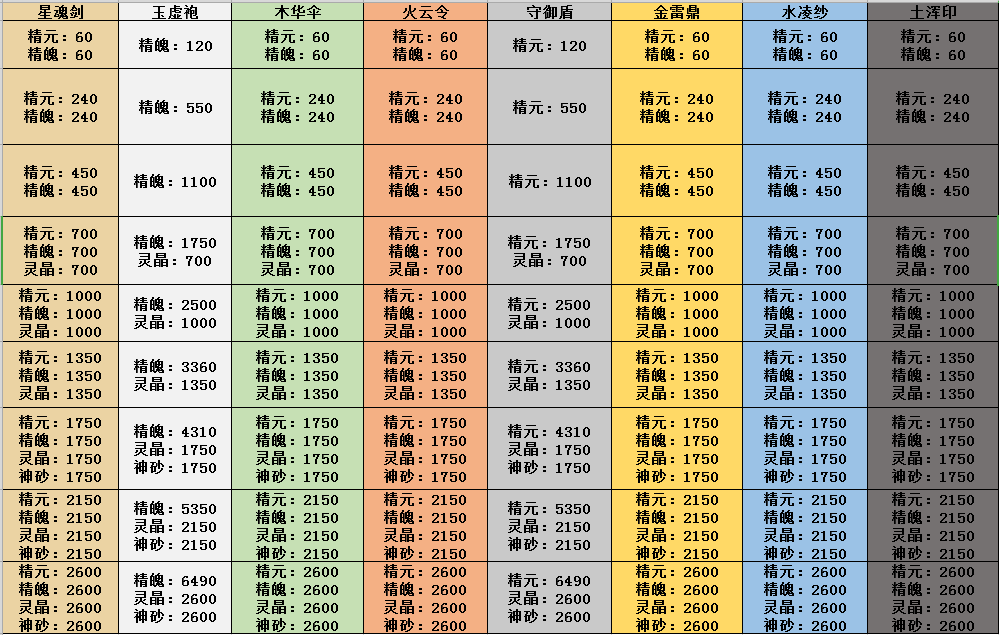 星魂剑 玉虚袍 木华伞 火云令 守御盾 金雷鼎 水凌纱 土浑印
精元：60 精魄：120 精元：60 精元：60 精元：120 精元：60 精元：60 精元：60
精魄：60 精魄：60 精魄：60 精魄：60 精魄：60 精魄：60
精元：240 精魄：550 精元：240 精元：240 精元：550 精元：240 精元：240 精元：240
精魄：240 精魄：240 精魄：240 精魄：240 精魄：240 精魄：240
精元：450 精魄：1100 精元：450 精元：450 精元：1100 精元：450 精元：450 精元：450
精魄：450 精魄：450 精魄：450 精魄：450 精魄：450 精魄：450
精元：700 精魄：1750 精元：700 精元：700 精元：1750 精元：700 精元：700 精元：700
精魄：700 灵晶：700 精魄：700 精魄：700 灵晶：700 精魄：700 精魄：700 精魄：700
灵晶：700 灵晶：700 灵晶：700 灵晶：700 灵晶：700 灵晶：700
精元：1000 精魄：2500 精元：1000 精元：1000 精元：2500 精元：1000 精元：1000 精元：1000
精魄：1000 灵晶：1000 精魄：1000 精魄：1000 灵晶：1000 精魄：1000 精魄：1000 精魄：1000
灵晶：1000 灵晶：1000 灵晶：1000 灵晶：1000 灵晶：1000 灵晶：1000
精元：1350 精魄：3360 精元：1350 精元：1350 精元：3360 精元：1350 精元：1350 精元：1350
精魄：1350 灵晶：1350 精魄：1350 精魄：1350 灵晶：1350 精魄：1350 精魄：1350 精魄：1350
灵晶：1350 灵晶：1350 灵晶：1350 灵晶：1350 灵晶：1350 灵晶：1350
精元：1750 精魄：4310 精元：1750 精元：1750 精元：4310 精元：1750 精元：1750 精元：1750
精魄：1750 灵晶：1750 精魄：1750 精魄：1750 灵晶：1750 精魄：1750 精魄：1750 精魄：1750
灵晶：1750 神砂：1750 灵晶：1750 灵晶：1750 神砂：1750 灵晶：1750 灵晶：1750 灵晶：1750
神砂：1750 神砂：1750 神砂：1750 神砂：1750 神砂：1750 神砂：1750
精元：2150 精魄：5350 精元：2150 精元：2150 精元：5350 精元：2150 精元：2150 精元：2150
精魄：2150 灵晶：2150 精魄：2150 精魄：2150 灵晶：2150 精魄：2150 精魄：2150 精魄：2150
灵晶：2150 神砂：2150 灵晶：2150 灵晶：2150 神砂：2150 灵晶：2150 灵晶：2150 灵晶：2150
神砂：2150 神砂：2150 神砂：2150 神砂：2150 神砂：2150 神砂：2150
精元：2600 精魄：6490 精元：2600 精元：2600 精元：6490 精元：2600 精元：2600 精元：2600
精魄：2600 灵晶：2600 精魄：2600 精魄：2600 灵晶：2600 精魄：2600 精魄：2600 精魄：2600
灵晶：2600 神砂：2600 灵晶：2600 灵晶：2600 神砂：2600 灵晶：2600 灵晶：2600 灵晶：2600
神砂：2600 神砂：2600 神砂：2600 神砂：2600 神砂：2600 神砂：2600